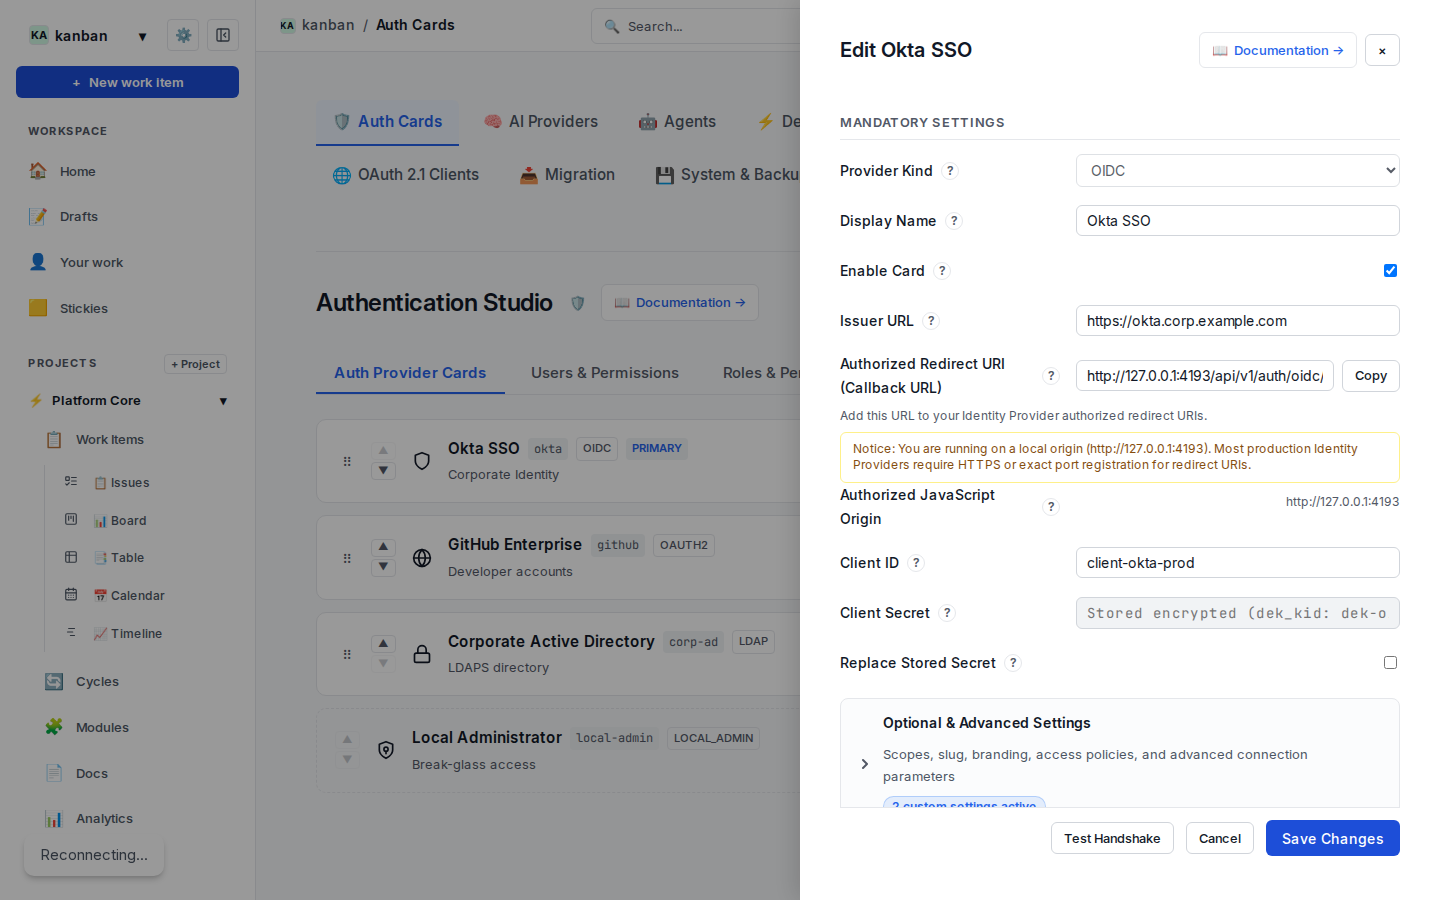 KA kanban ▾
+ New work item
WORKSPACE
Home
Drafts
Your work
Stickies
PROJECTS
+ Project
Platform Core ▾
Work Items
Issues
Board
Table
Calendar
Timeline
Cycles
Modules
Docs
Analytics
Reconnecting...
KA kanban / Auth Cards
Search...
Auth Cards
AI Providers
Agents
OAuth 2.1 Clients
Migration
Authentication Studio
Documentation →
Auth Provider Cards
Users & Permissions
Okta SSO okta OIDC PRIMARY
Corporate Identity
GitHub Enterprise github OAUTH2
Developer accounts
Corporate Active Directory corp-ad LDAP
LDAPS directory
Local Administrator local-admin LOCAL_ADMIN
Break-glass access
Edit Okta SSO
Documentation →
×
MANDATORY SETTINGS
Provider Kind ? OIDC
Display Name ? Okta SSO
Enable Card ?
Issuer URL ? https://okta.corp.example.com
Authorized Redirect URI
(Callback URL) ? http://127.0.0.1:4193/api/v1/auth/oidc/ Copy
Add this URL to your Identity Provider authorized redirect URIs.
Notice: You are running on a local origin (http://127.0.0.1:4193). Most production Identity
Providers require HTTPS or exact port registration for redirect URIs.
Authorized JavaScript
Origin ? http://127.0.0.1:4193
Client ID ? client-okta-prod
Client Secret ? Stored encrypted (dek_kid: dek-o
Replace Stored Secret ?
Optional & Advanced Settings
Scopes, slug, branding, access policies, and advanced connection
parameters
2 custom settings active
Test Handshake
Cancel
Save Changes